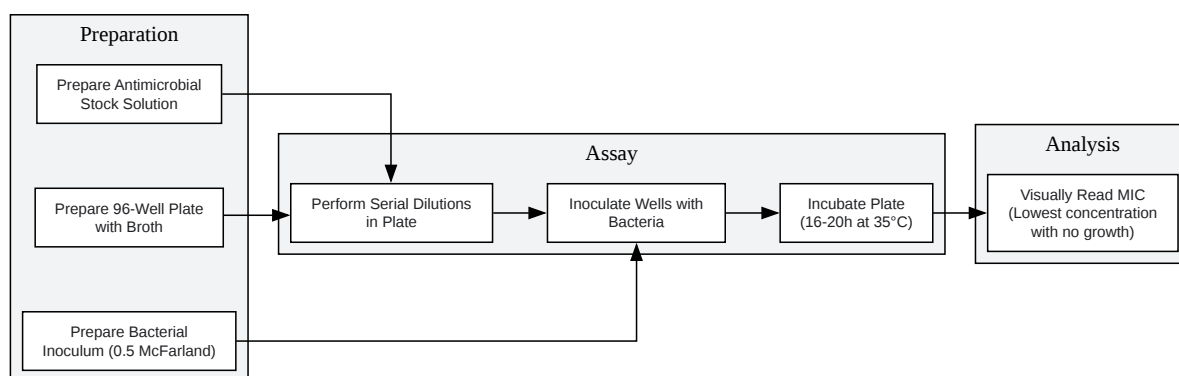 Preparation
Prepare Antimicrobial
Stock Solution
Prepare 96-Well Plate
with Broth
Prepare Bacterial
Inoculum (0.5 McFarland)
Assay
Perform Serial Dilutions
in Plate
Inoculate Wells with
Bacteria
Incubate Plate
(16-20h at 35°C)
Analysis
Visually Read MIC
(Lowest concentration
with no growth)